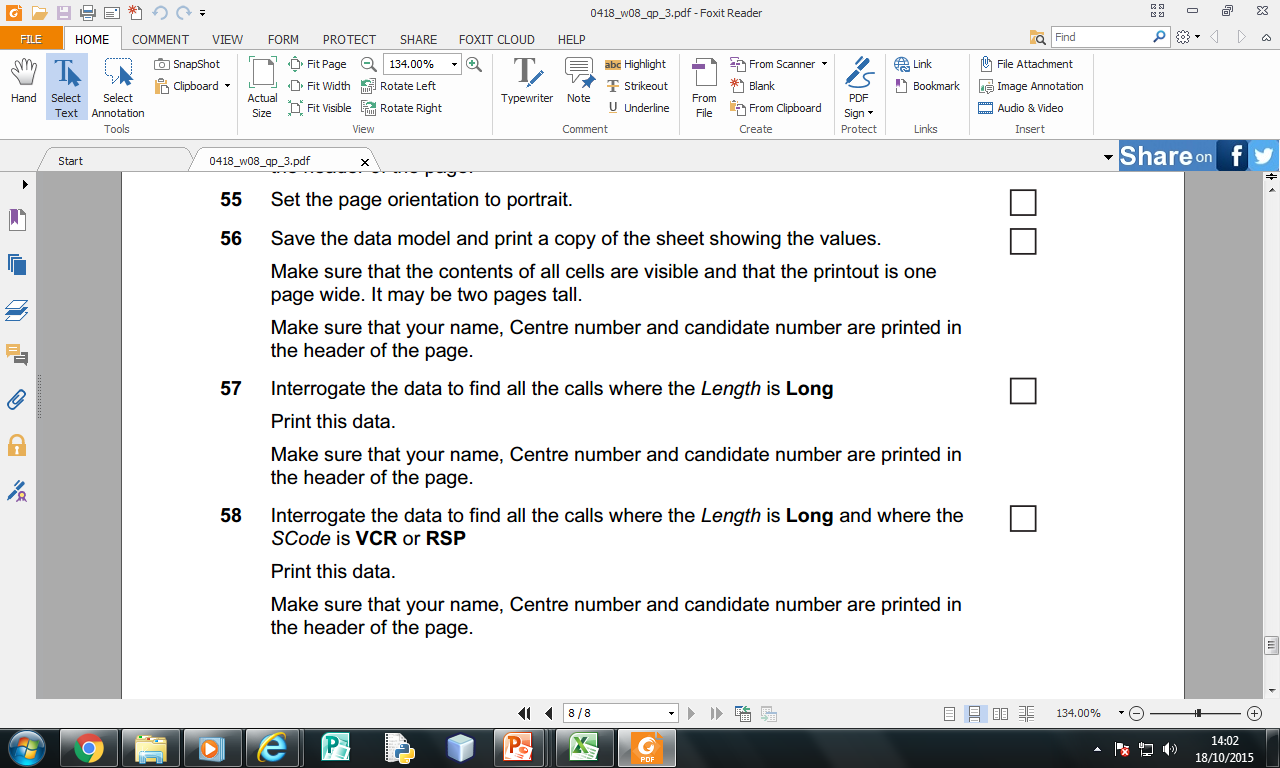 0418_w08_qp_3.pdf - Foxit Reader
FILE HOME COMMENT VIEW FORM PROTECT SHARE FOXIT CLOUD HELP
Find
Hand
Select Text
Select Annotation
SnapShot
Clipboard
Tools
Actual Size
Fit Page
Fit Width
Fit Visible
134.00%
Rotate Left
Rotate Right
View
Typewriter
Note
abc Highlight
Strikeout
U Underline
Comment
From File
From Scanner
Blank
From Clipboard
Create
PDF Sign
Protect
Link
Bookmark
Links
File Attachment
Image Annotation
Audio & Video
Insert
Start
0418_w08_qp_3.pdf x
Share on f
the header of the page.
55 Set the page orientation to portrait.
56 Save the data model and print a copy of the sheet showing the values.
Make sure that the contents of all cells are visible and that the printout is one
page wide. It may be two pages tall.
Make sure that your name, Centre number and candidate number are printed in
the header of the page.
57 Interrogate the data to find all the calls where the Length is Long
Print this data.
Make sure that your name, Centre number and candidate number are printed in
the header of the page.
58 Interrogate the data to find all the calls where the Length is Long and where the
SCode is VCR or RSP
Print this data.
Make sure that your name, Centre number and candidate number are printed in
the header of the page.
8 / 8
134.00%
PDF
14:02
18/10/2015